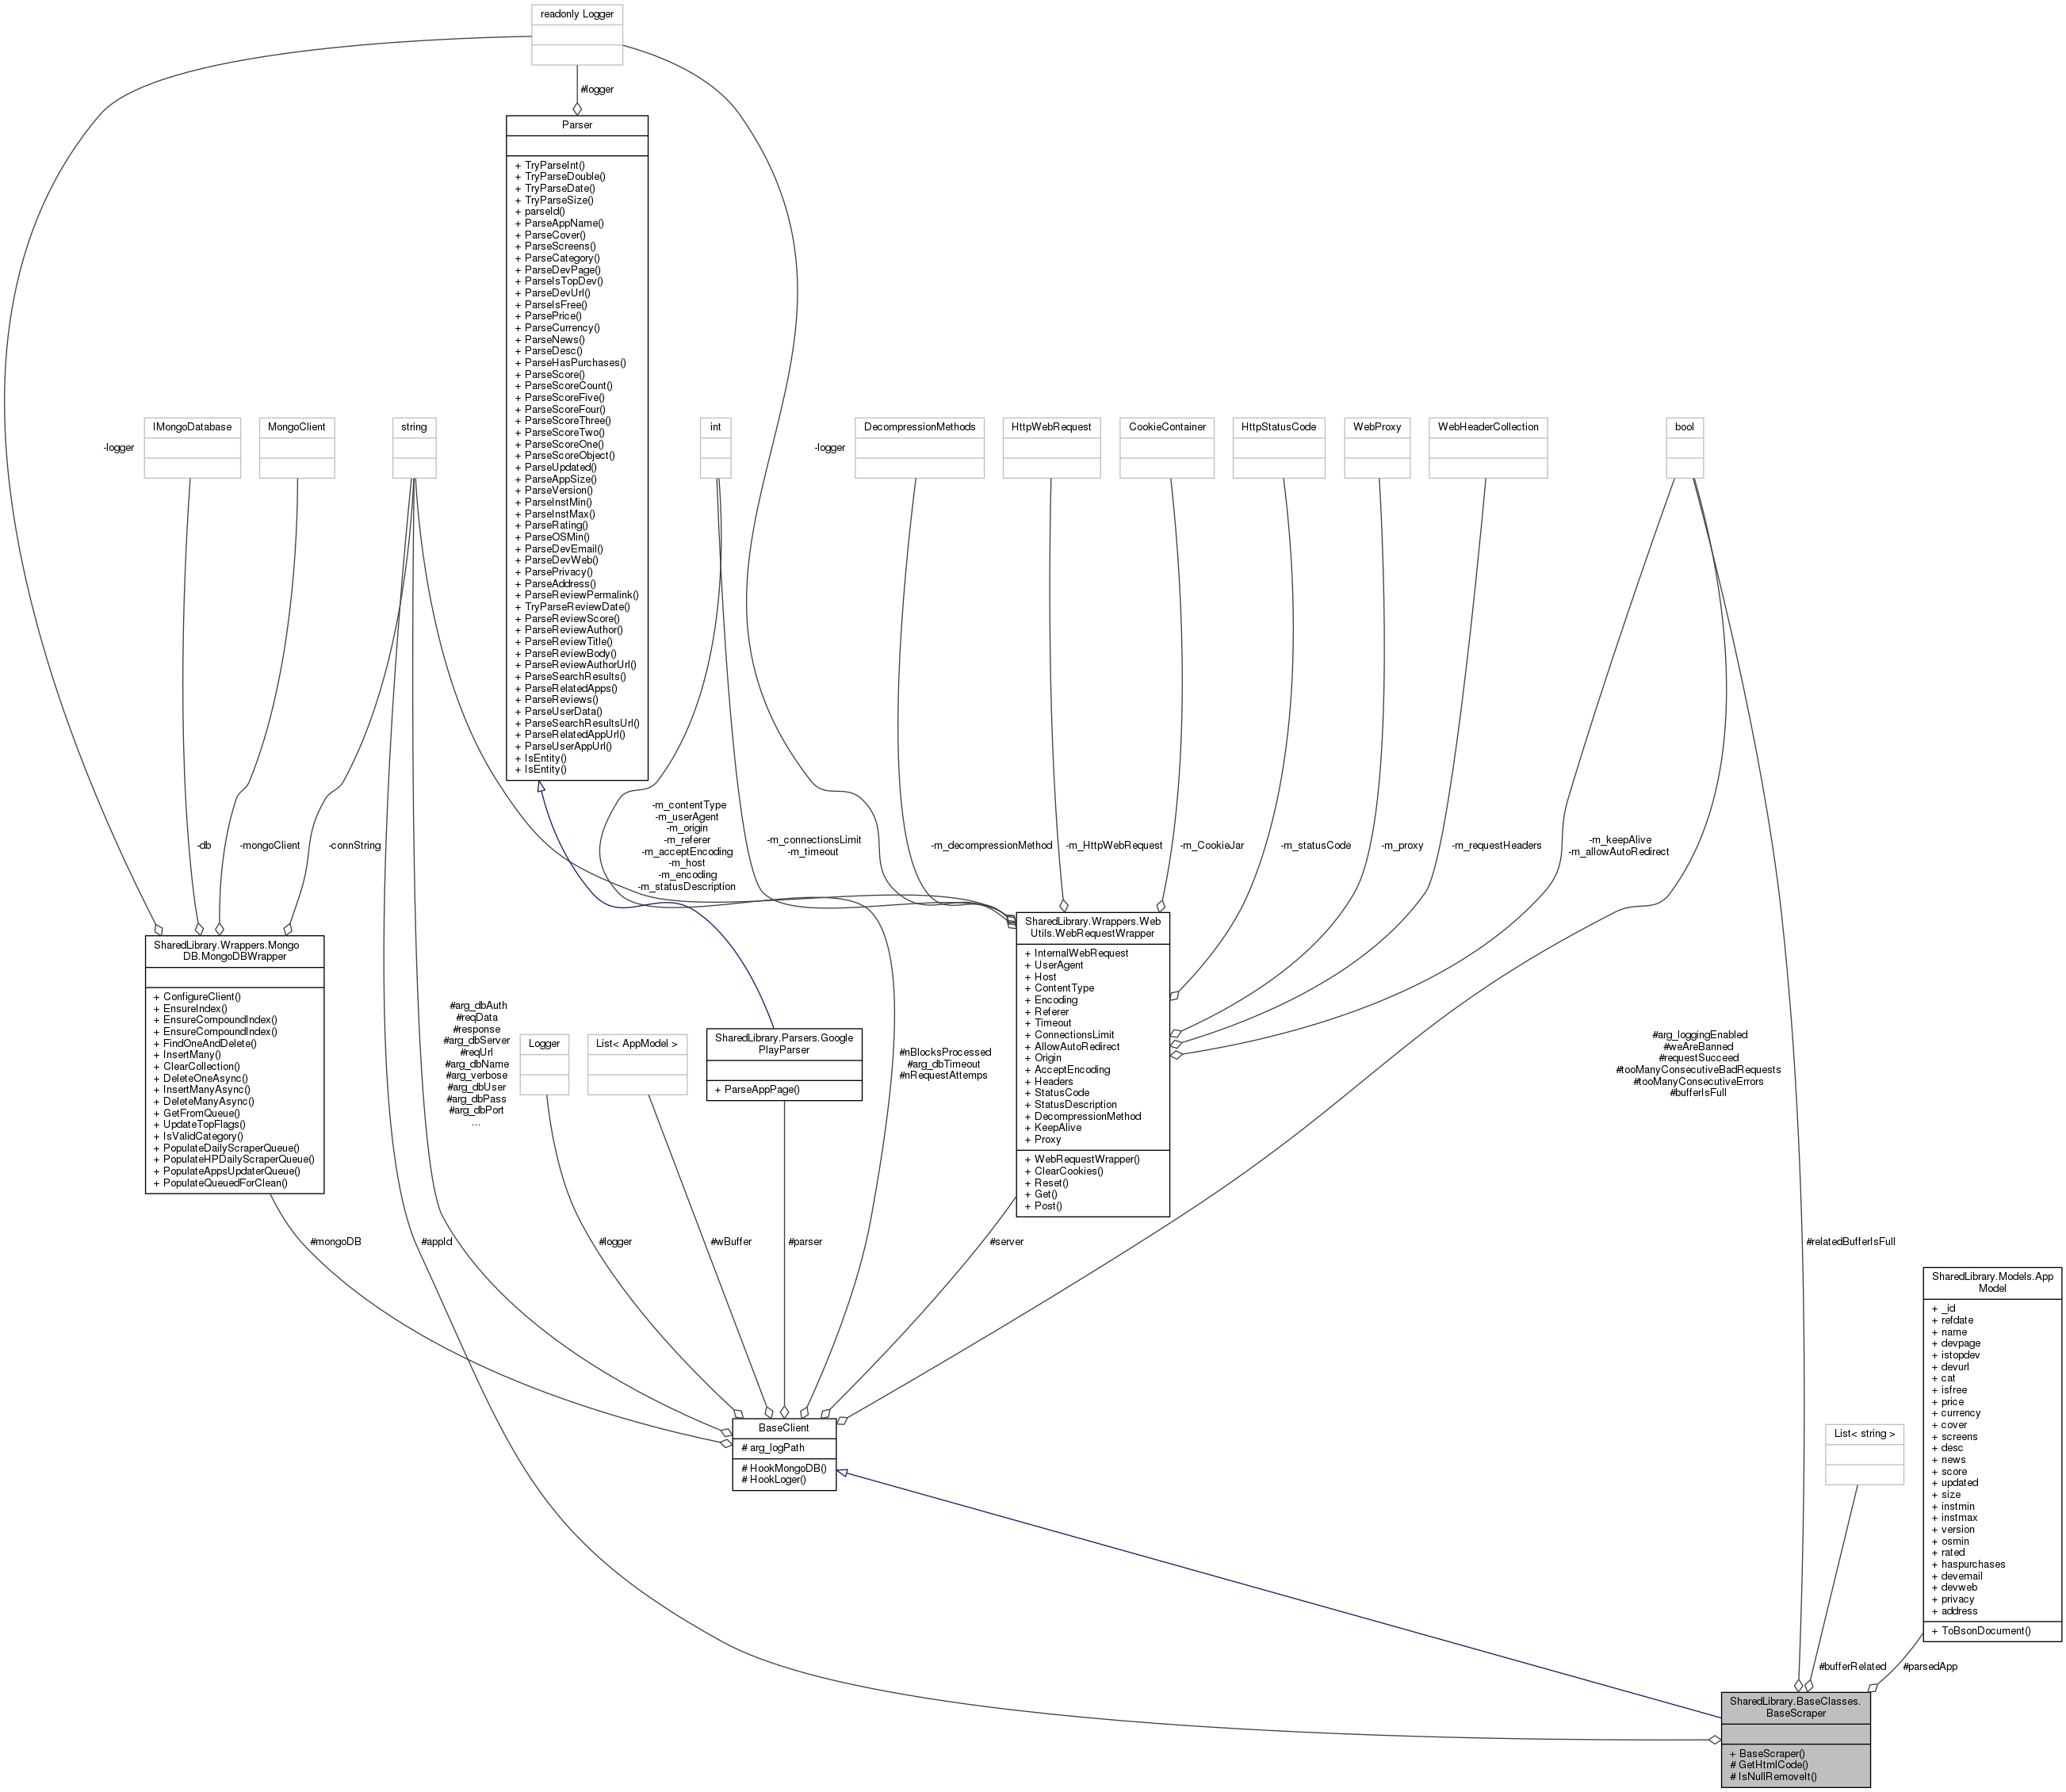 readonly Logger
#logger
Parser
+ TryParseInt()
+ TryParseDouble()
+ TryParseDate()
+ TryParseSize()
+ parseId()
+ ParseAppName()
+ ParseCover()
+ ParseScreens()
+ ParseCategory()
+ ParseDevPage()
+ ParseIsTopDev()
+ ParseDevUrl()
+ ParseIsFree()
+ ParsePrice()
+ ParseCurrency()
+ ParseNews()
+ ParseDesc()
+ ParseHasPurchases()
+ ParseScore()
+ ParseScoreCount()
+ ParseScoreFive()
+ ParseScoreFour()
+ ParseScoreThree()
+ ParseScoreTwo()
+ ParseScoreOne()
+ ParseScoreObject()
+ ParseUpdated()
+ ParseAppSize()
+ ParseVersion()
+ ParseInstMin()
+ ParseInstMax()
+ ParseRating()
+ ParseOSMin()
+ ParseDevEmail()
+ ParseDevWeb()
+ ParsePrivacy()
+ ParseAddress()
+ ParseReviewPermalink()
+ TryParseReviewDate()
+ ParseReviewScore()
+ ParseReviewAuthor()
+ ParseReviewTitle()
+ ParseReviewBody()
+ ParseReviewAuthorUrl()
+ ParseSearchResults()
+ ParseRelatedApps()
+ ParseReviews()
+ ParseUserData()
+ ParseSearchResultsUrl()
+ ParseRelatedAppUrl()
+ ParseUserAppUrl()
+ IsEntity()
+ IsEntity()
-logger
IMongoDatabase
MongoClient
string
int
-logger
DecompressionMethods
HttpWebRequest
CookieContainer
HttpStatusCode
WebProxy
WebHeaderCollection
bool
-db
-mongoClient
-connString
-m_contentType
-m_userAgent
-m_origin
-m_referer
-m_acceptEncoding
-m_host
-m_encoding
-m_statusDescription
-m_connectionsLimit
-m_timeout
-m_decompressionMethod
-m_HttpWebRequest
-m_CookieJar
-m_statusCode
-m_proxy
-m_requestHeaders
-m_keepAlive
-m_allowAutoRedirect
SharedLibrary.Wrappers.Mongo
DB.MongoDBWrapper
+ ConfigureClient()
+ EnsureIndex()
+ EnsureCompoundIndex()
+ EnsureCompoundIndex()
+ FindOneAndDelete()
+ InsertMany()
+ ClearCollection()
+ DeleteOneAsync()
+ InsertManyAsync()
+ DeleteManyAsync()
+ GetFromQueue()
+ UpdateTopFlags()
+ IsValidCategory()
+ PopulateDailyScraperQueue()
+ PopulateHPDailyScraperQueue()
+ PopulateAppsUpdaterQueue()
+ PopulateQueuedForClean()
#arg_dbAuth
#reqData
#response
#arg_dbServer
#reqUrl
#arg_dbName
#arg_verbose
#arg_dbUser
#arg_dbPass
#arg_dbPort
...
Logger
List< AppModel >
SharedLibrary.Parsers.Google
PlayParser
+ ParseAppPage()
#nBlocksProcessed
#arg_dbTimeout
#nRequestAttemps
SharedLibrary.Wrappers.Web
Utils.WebRequestWrapper
+ InternalWebRequest
+ UserAgent
+ Host
+ ContentType
+ Encoding
+ Referer
+ Timeout
+ ConnectionsLimit
+ AllowAutoRedirect
+ Origin
+ AcceptEncoding
+ Headers
+ StatusCode
+ StatusDescription
+ DecompressionMethod
+ KeepAlive
+ Proxy
+ WebRequestWrapper()
+ ClearCookies()
+ Reset()
+ Get()
+ Post()
#arg_loggingEnabled
#weAreBanned
#requestSucceed
#tooManyConsecutiveBadRequests
#tooManyConsecutiveErrors
#bufferIsFull
#mongoDB
#appId
#logger
#wBuffer
#parser
#server
#relatedBufferIsFull
SharedLibrary.Models.App
Model
+ _id
+ refdate
+ name
+ devpage
+ istopdev
+ devurl
+ cat
+ isfree
+ price
+ currency
+ cover
+ screens
+ desc
+ news
+ score
+ updated
+ size
+ instmin
+ instmax
+ version
+ osmin
+ rated
+ haspurchases
+ devemail
+ devweb
+ privacy
+ address
+ ToBsonDocument()
List< string >
BaseClient
# arg_logPath
# HookMongoDB()
# HookLoger()
#bufferRelated
#parsedApp
SharedLibrary.BaseClasses.
BaseScraper
+ BaseScraper()
# GetHtmlCode()
# IsNullRemoveIt()